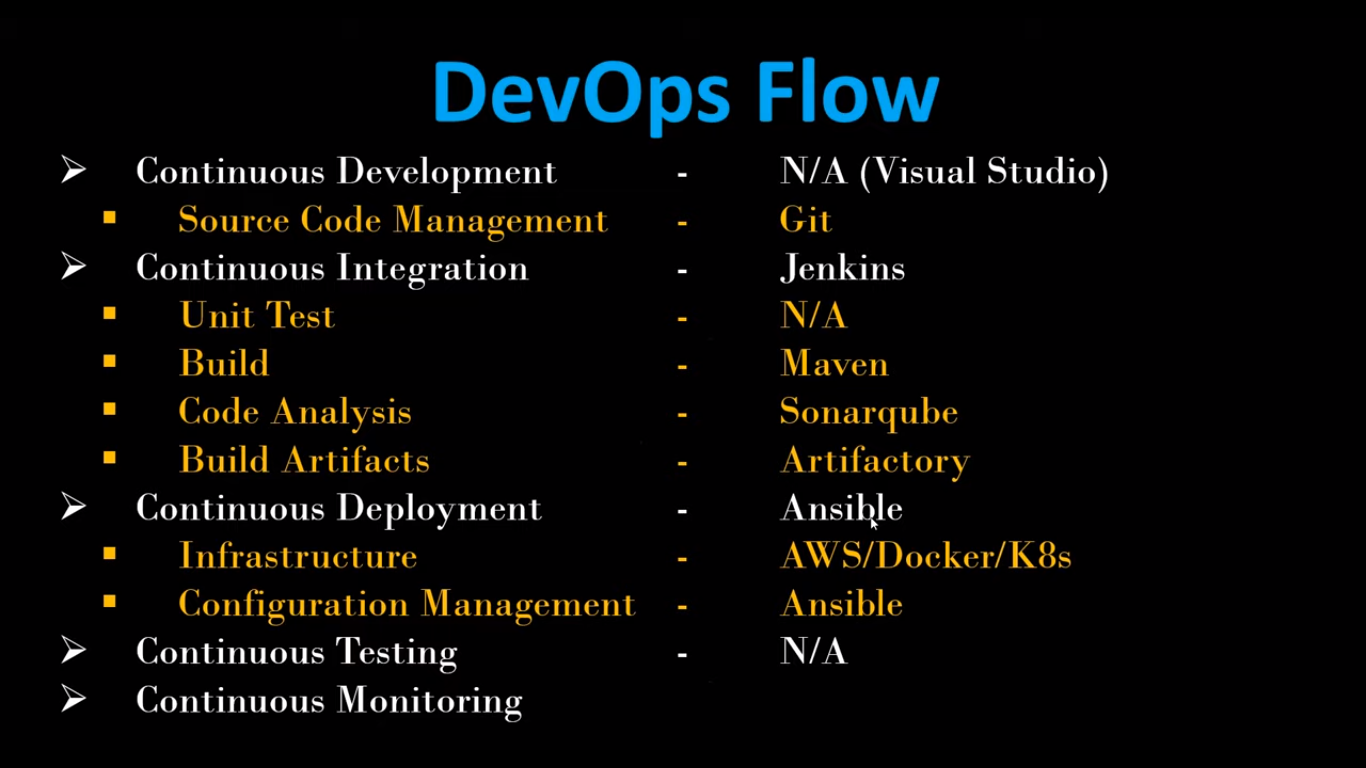 DevOps Flow
➢ Continuous Development - N/A (Visual Studio)
▪ Source Code Management - Git
➢ Continuous Integration - Jenkins
▪ Unit Test - N/A
▪ Build - Maven
▪ Code Analysis - Sonarqube
▪ Build Artifacts - Artifactory
➢ Continuous Deployment - Ansible
▪ Infrastructure - AWS/Docker/K8s
▪ Configuration Management - Ansible
➢ Continuous Testing - N/A
➢ Continuous Monitoring